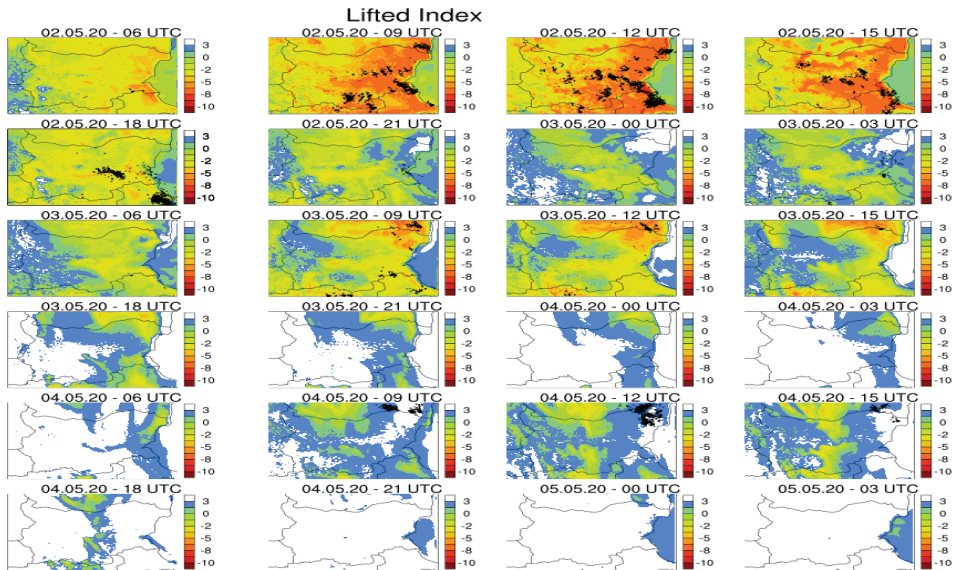 Lifted Index
02.05.20 - 06 UTC
02.05.20 - 09 UTC
02.05.20 - 12 UTC
02.05.20 - 15 UTC
3 0 -2 -5 -8 -10
3 0 -2 -5 -8 -10
3 0 -2 -5 -8 -10
3 0 -2 -5 -8 -10
02.05.20 - 18 UTC
02.05.20 - 21 UTC
03.05.20 - 00 UTC
03.05.20 - 03 UTC
3 0 -2 -5 -8 -10
3 0 -2 -5 -8 -10
3 0 -2 -5 -8 -10
3 0 -2 -5 -8 -10
03.05.20 - 06 UTC
03.05.20 - 09 UTC
03.05.20 - 12 UTC
03.05.20 - 15 UTC
3 0 -2 -5 -8 -10
3 0 -2 -5 -8 -10
3 0 -2 -5 -8 -10
3 0 -2 -5 -8 -10
03.05.20 - 18 UTC
03.05.20 - 21 UTC
04.05.20 - 00 UTC
04.05.20 - 03 UTC
3 0 -2 -5 -8 -10
3 0 -2 -5 -8 -10
3 0 -2 -5 -8 -10
3 0 -2 -5 -8 -10
04.05.20 - 06 UTC
04.05.20 - 09 UTC
04.05.20 - 12 UTC
04.05.20 - 15 UTC
3 0 -2 -5 -8 -10
3 0 -2 -5 -8 -10
3 0 -2 -5 -8 -10
3 0 -2 -5 -8 -10
04.05.20 - 18 UTC
04.05.20 - 21 UTC
05.05.20 - 00 UTC
05.05.20 - 03 UTC
3 0 -2 -5 -8 -10
3 0 -2 -5 -8 -10
3 0 -2 -5 -8 -10
3 0 -2 -5 -8 -10